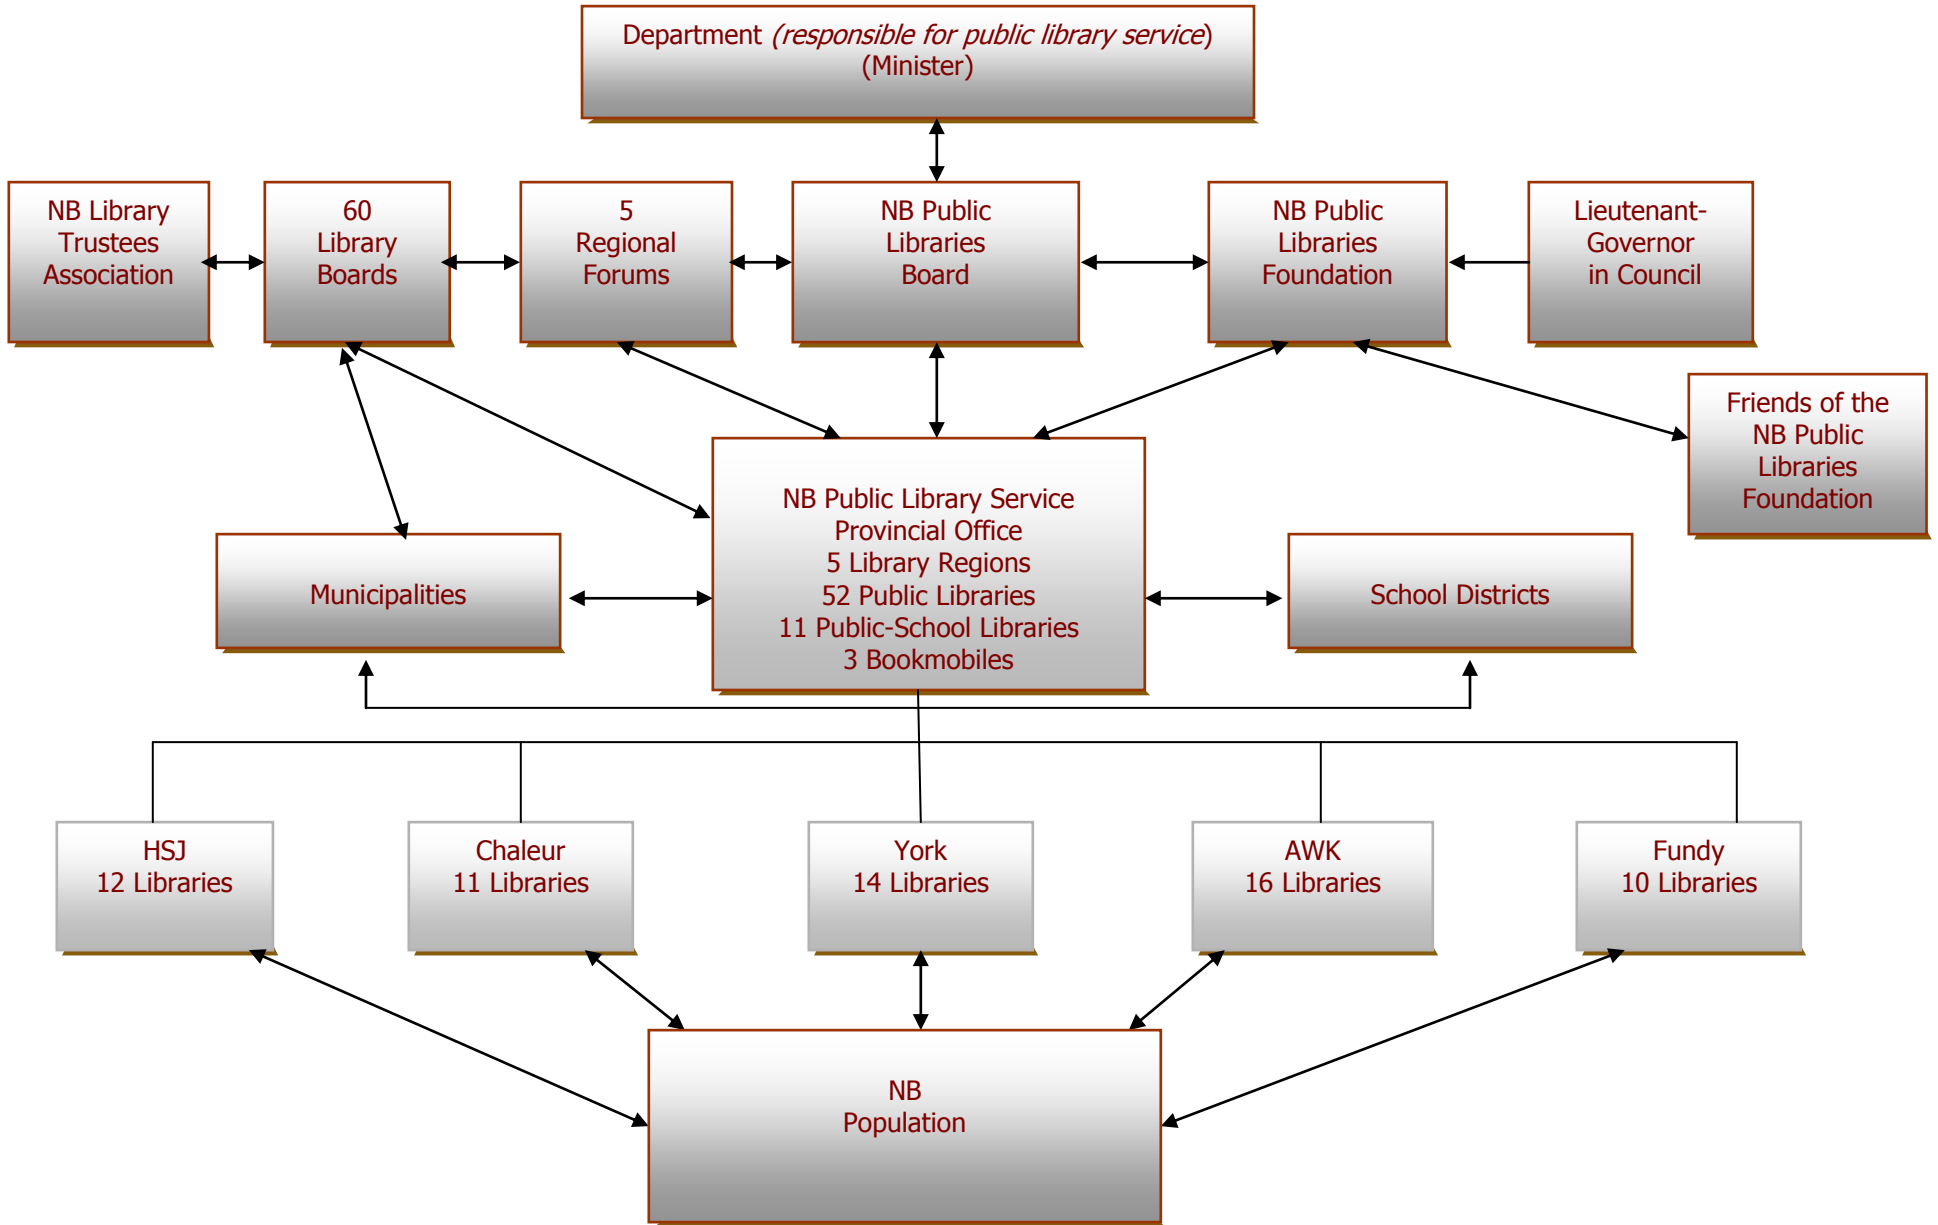 Department (responsible for public library service)
(Minister)
NB Library
Trustees
Association
60
Library
Boards
5
Regional
Forums
NB Public
Libraries
Board
NB Public
Libraries
Foundation
Lieutenant-
Governor
in Council
Friends of the
NB Public
Libraries
Foundation
NB Public Library Service
Provincial Office
5 Library Regions
52 Public Libraries
11 Public-School Libraries
3 Bookmobiles
Municipalities
School Districts
HSJ
12 Libraries
Chaleur
11 Libraries
York
14 Libraries
AWK
16 Libraries
Fundy
10 Libraries
NB
Population